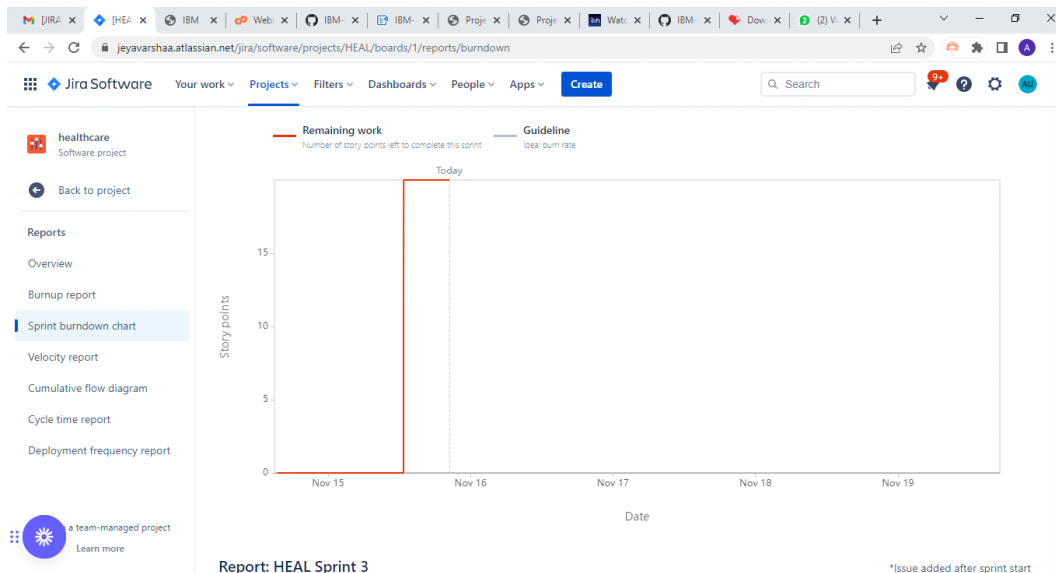 [JIRA
[HEA
IBM
Web
IBM-
IBM-
Proje
Proje
Watc
IBM-
Dow
(2) W
jeyavarshaa.atlassian.net/jira/software/projects/HEAL/boards/1/reports/burndown
A
Jira Software
Your work
Projects
Filters
Dashboards
People
Apps
Create
Search
9+
AU
healthcare
Software project
Back to project
Reports
Overview
Burnup report
Sprint burndown chart
Velocity report
Cumulative flow diagram
Cycle time report
Deployment frequency report
a team-managed project
Learn more
Remaining work
Number of story points left to complete this sprint
Guideline
Ideal burn rate
Today
Story points
15
10
5
0
Nov 15
Nov 16
Nov 17
Nov 18
Nov 19
Date
Report: HEAL Sprint 3
*Issue added after sprint start